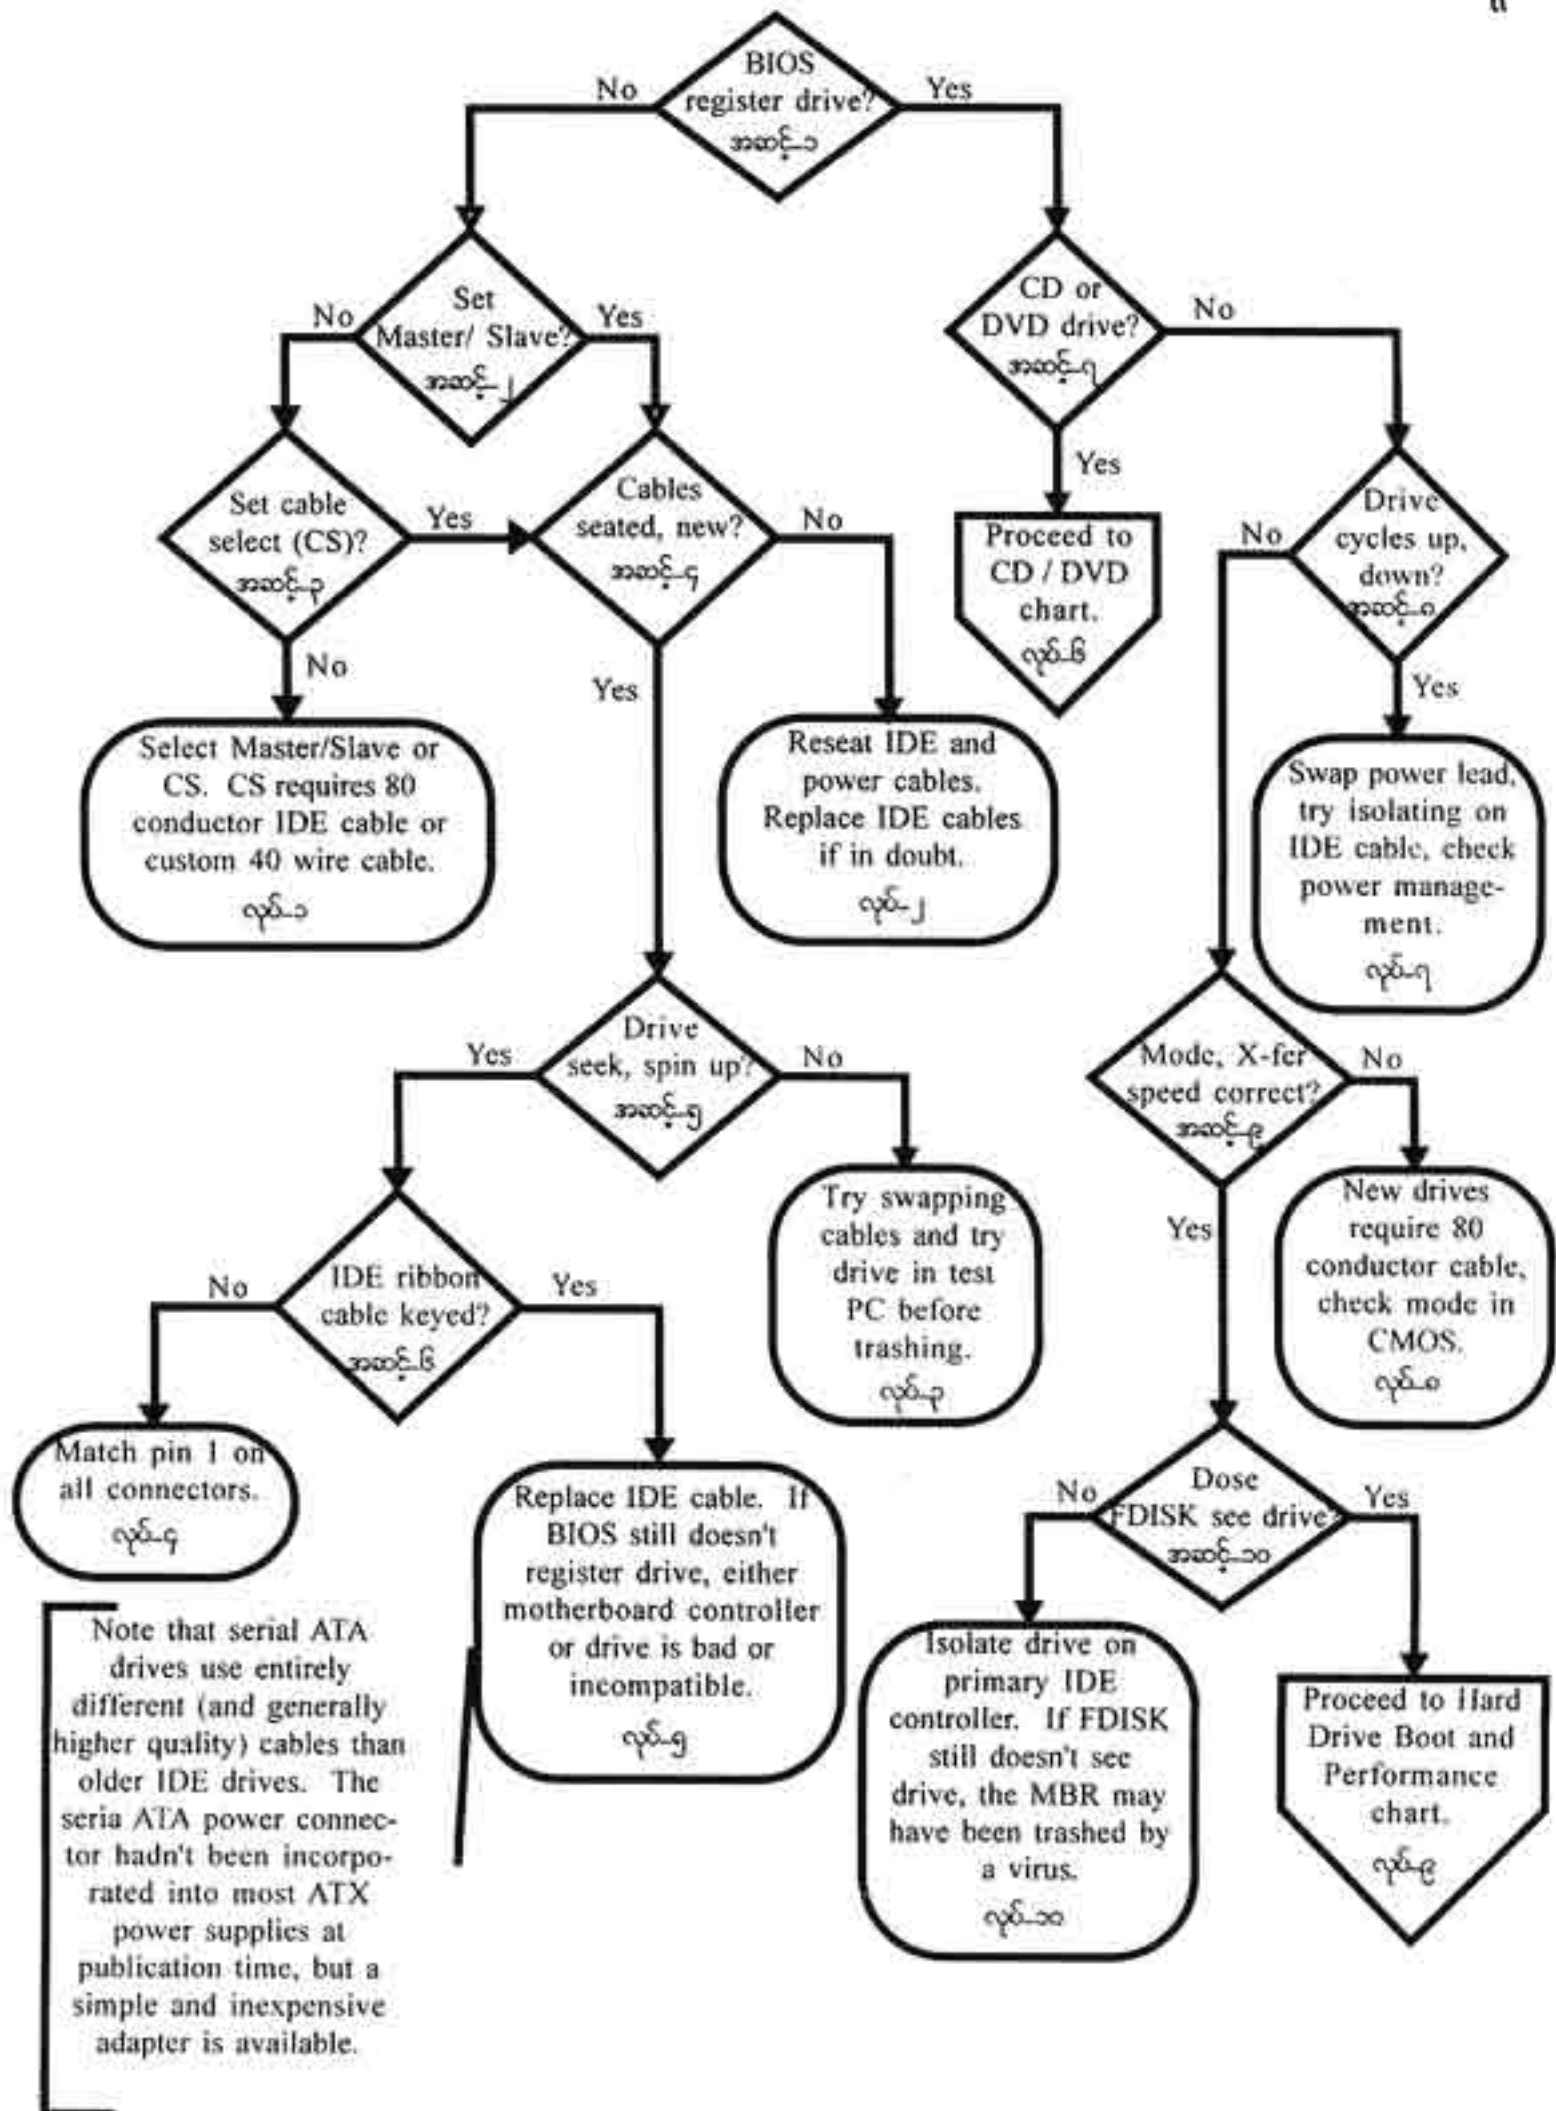 BIOS
register drive?
အဆင့်-၁
No
Yes
Set
Master/ Slave?
အဆင့်-၂
No
Yes
CD or
DVD drive?
အဆင့်-၇
No
Yes
Set cable
select (CS)?
အဆင့်-၃
Yes
No
Cables
seated, new?
အဆင့်-၄
No
Yes
Proceed to
CD / DVD
chart.
လုပ်-၆
Drive
cycles up,
down?
အဆင့်-၈
No
Yes
Select Master/Slave or
CS. CS requires 80
conductor IDE cable or
custom 40 wire cable.
လုပ်-၁
Reseat IDE and
power cables.
Replace IDE cables
if in doubt.
လုပ်-၂
Swap power lead,
try isolating on
IDE cable, check
power manage-
ment.
လုပ်-၇
Drive
seek, spin up?
အဆင့်-၅
Yes
No
Mode, X-fer
speed correct?
အဆင့်-၉
No
Yes
IDE ribbon
cable keyed?
အဆင့်-၆
No
Yes
Try swapping
cables and try
drive in test
PC before
trashing.
လုပ်-၃
New drives
require 80
conductor cable,
check mode in
CMOS.
လုပ်-၈
Match pin 1 on
all connectors.
လုပ်-၄
Replace IDE cable. If
BIOS still doesn't
register drive, either
motherboard controller
or drive is bad or
incompatible.
လုပ်-၅
Dose
FDISK see drive?
အဆင့်-၁၀
No
Yes
Isolate drive on
primary IDE
controller. If FDISK
still doesn't see
drive, the MBR may
have been trashed by
a virus.
လုပ်-၁၀
Proceed to Hard
Drive Boot and
Performance
chart.
လုပ်-၉
Note that serial ATA
drives use entirely
different (and generally
higher quality) cables than
older IDE drives. The
seria ATA power connec-
tor hadn't been incorpo-
rated into most ATX
power supplies at
publication time, but a
simple and inexpensive
adapter is available.